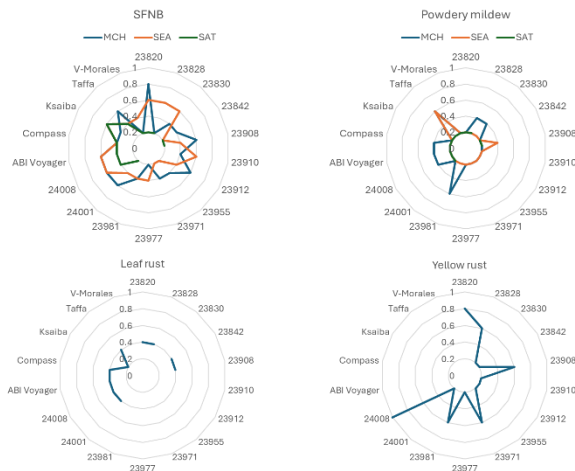 SFNB
MCH SEA SAT
23820
23828
23830
23842
23908
23910
23912
23955
23971
23977
23981
24001
24008
ABI Voyager
Compass
Ksaiba
Taffa
V-Morales
1
0.8
0.6
0.4
0.2
0
Powdery mildew
MCH SEA SAT
23820
23828
23830
23842
23908
23910
23912
23955
23971
23977
23981
24001
24008
ABI Voyager
Compass
Ksaiba
Taffa
V-Morales
1
0.8
0.6
0.4
0.2
0
Leaf rust
23820
23828
23830
23842
23908
23910
23912
23955
23971
23977
23981
24001
24008
ABI Voyager
Compass
Ksaiba
Taffa
V-Morales
1
0.8
0.6
0.4
0.2
0
Yellow rust
23820
23828
23830
23842
23908
23910
23912
23955
23971
23977
23981
24001
24008
ABI Voyager
Compass
Ksaiba
Taffa
V-Morales
1
0.8
0.6
0.4
0.2
0